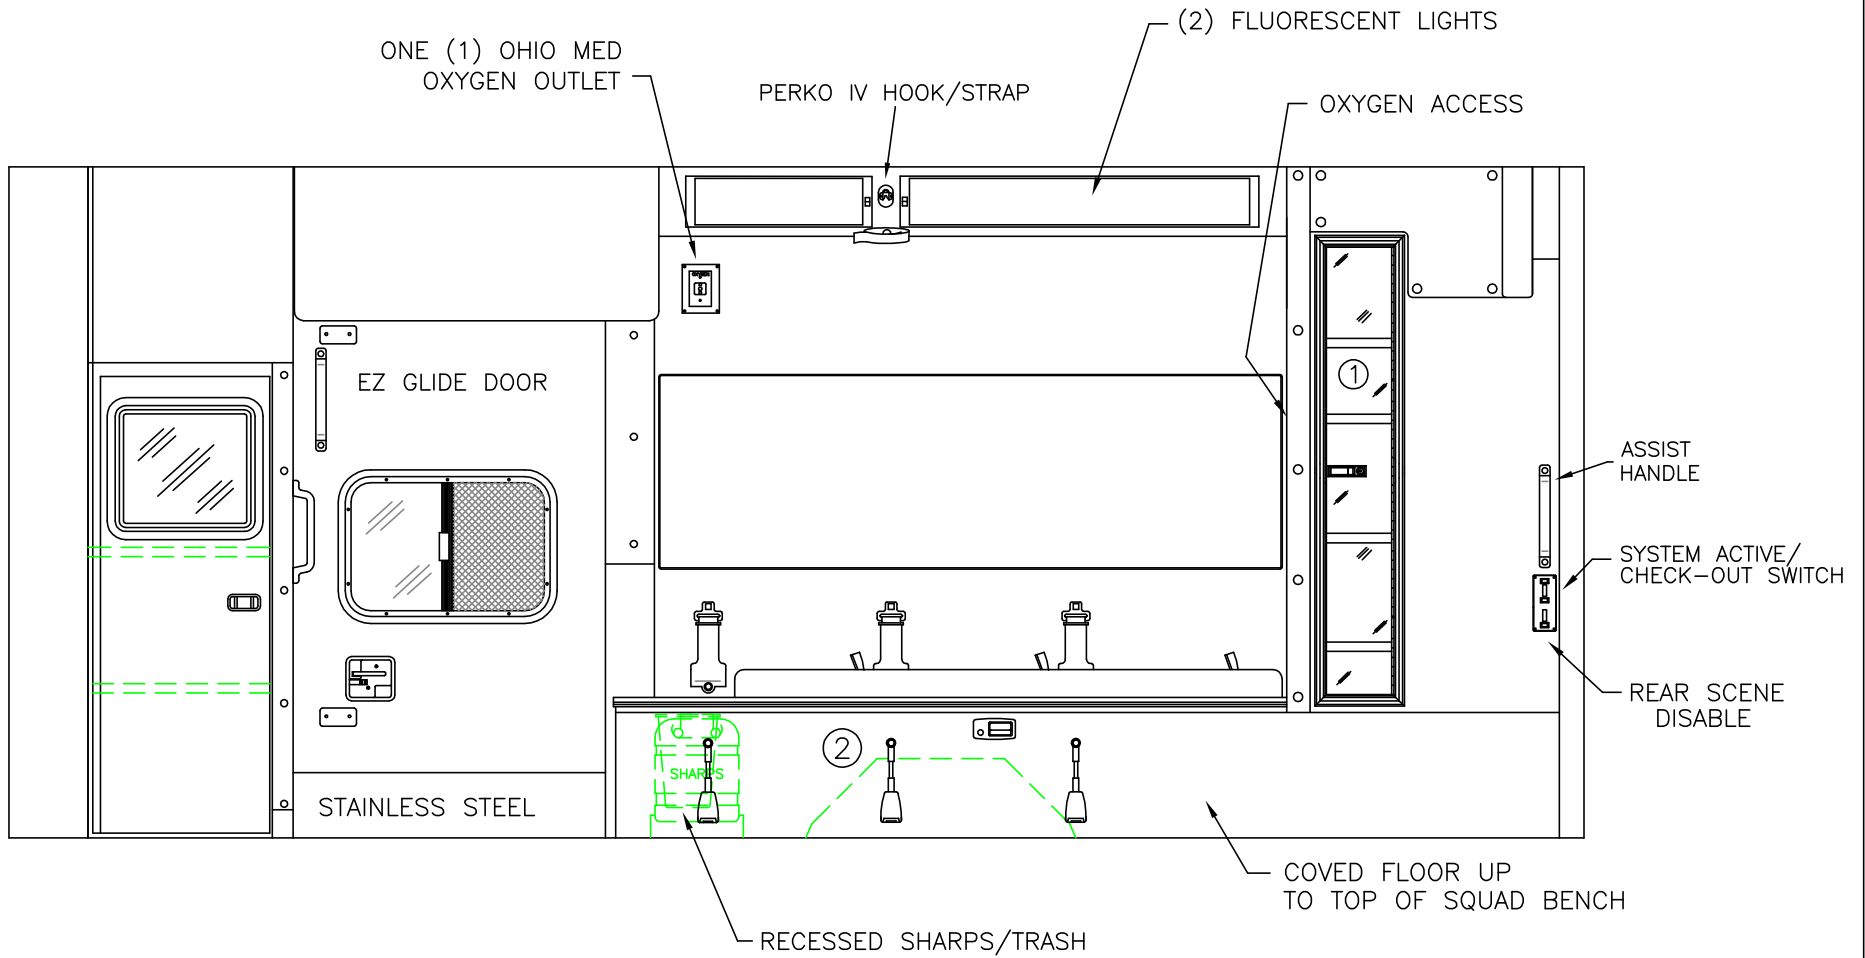 (2) FLUORESCENT LIGHTS
ONE (1) OHIO MED
OXYGEN OUTLET
PERKO IV HOOK/STRAP
OXYGEN ACCESS
OXYGEN
EZ GLIDE DOOR
1
ASSIST
HANDLE
SYSTEM ACTIVE/
CHECK-OUT SWITCH
REAR SCENE
DISABLE
2
SHARPS
STAINLESS STEEL
COVED FLOOR UP
TO TOP OF SQUAD BENCH
RECESSED SHARPS/TRASH